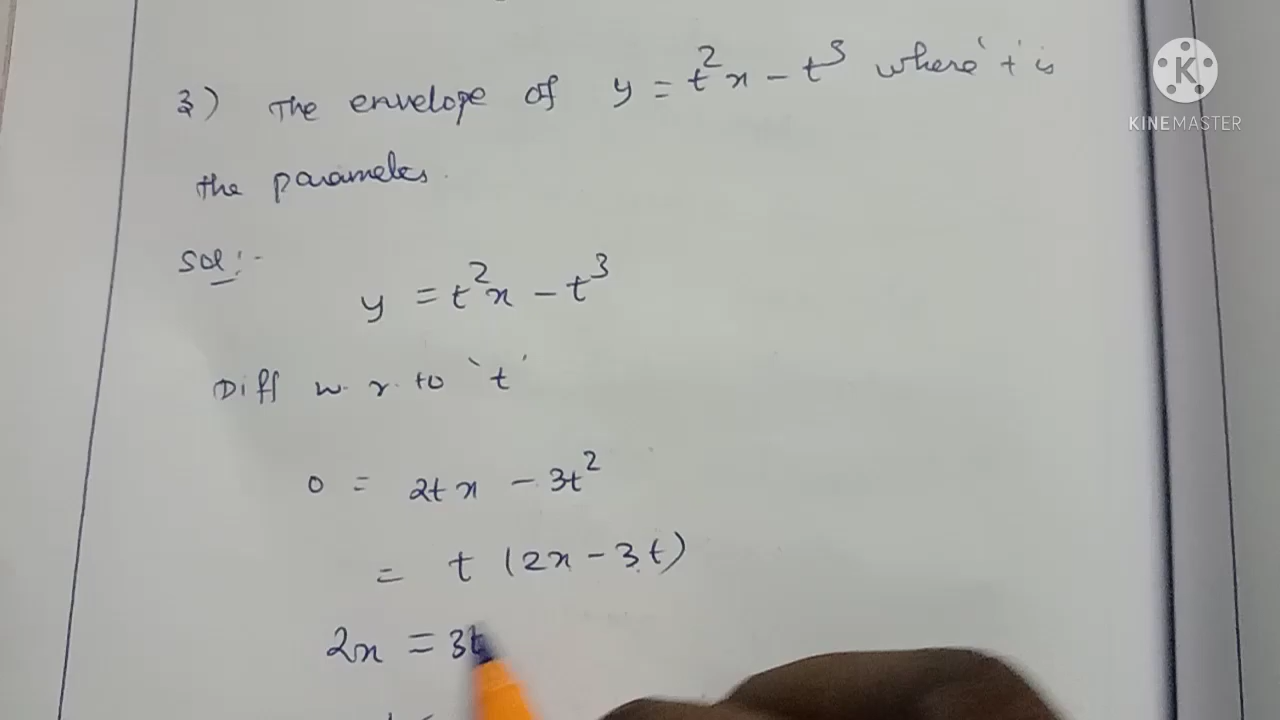 3) The envelope of y = t²x - t³ where 't' is
KINEMASTER
the parameter.
Sol:-
y = t²x - t³
Diff w.r. to 't'
0 = 2tx - 3t²
= t (2x - 3t)
2x = 3t